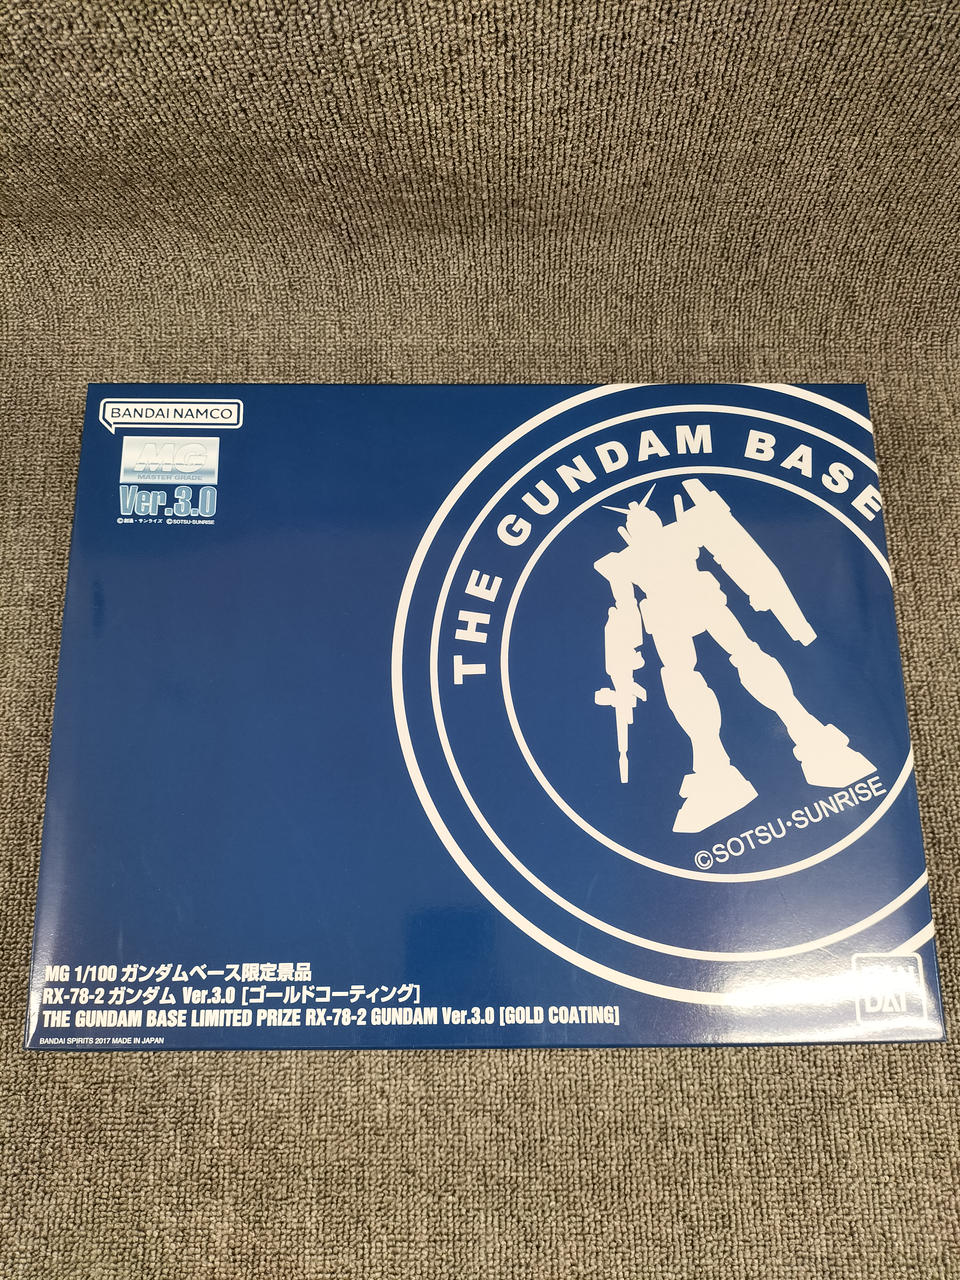 BANDAI NAMCO
MG
MASTER GRADE
Ver.3.0
©創通・サンライズ ©SOTSU・SUNRISE
THE GUNDAM BASE
©SOTSU・SUNRISE
MG 1/100 ガンダムベース限定景品
RX-78-2 ガンダム Ver.3.0 [ゴールドコーティング]
THE GUNDAM BASE LIMITED PRIZE RX-78-2 GUNDAM Ver.3.0 [GOLD COATING]
BANDAI SPIRITS 2017 MADE IN JAPAN